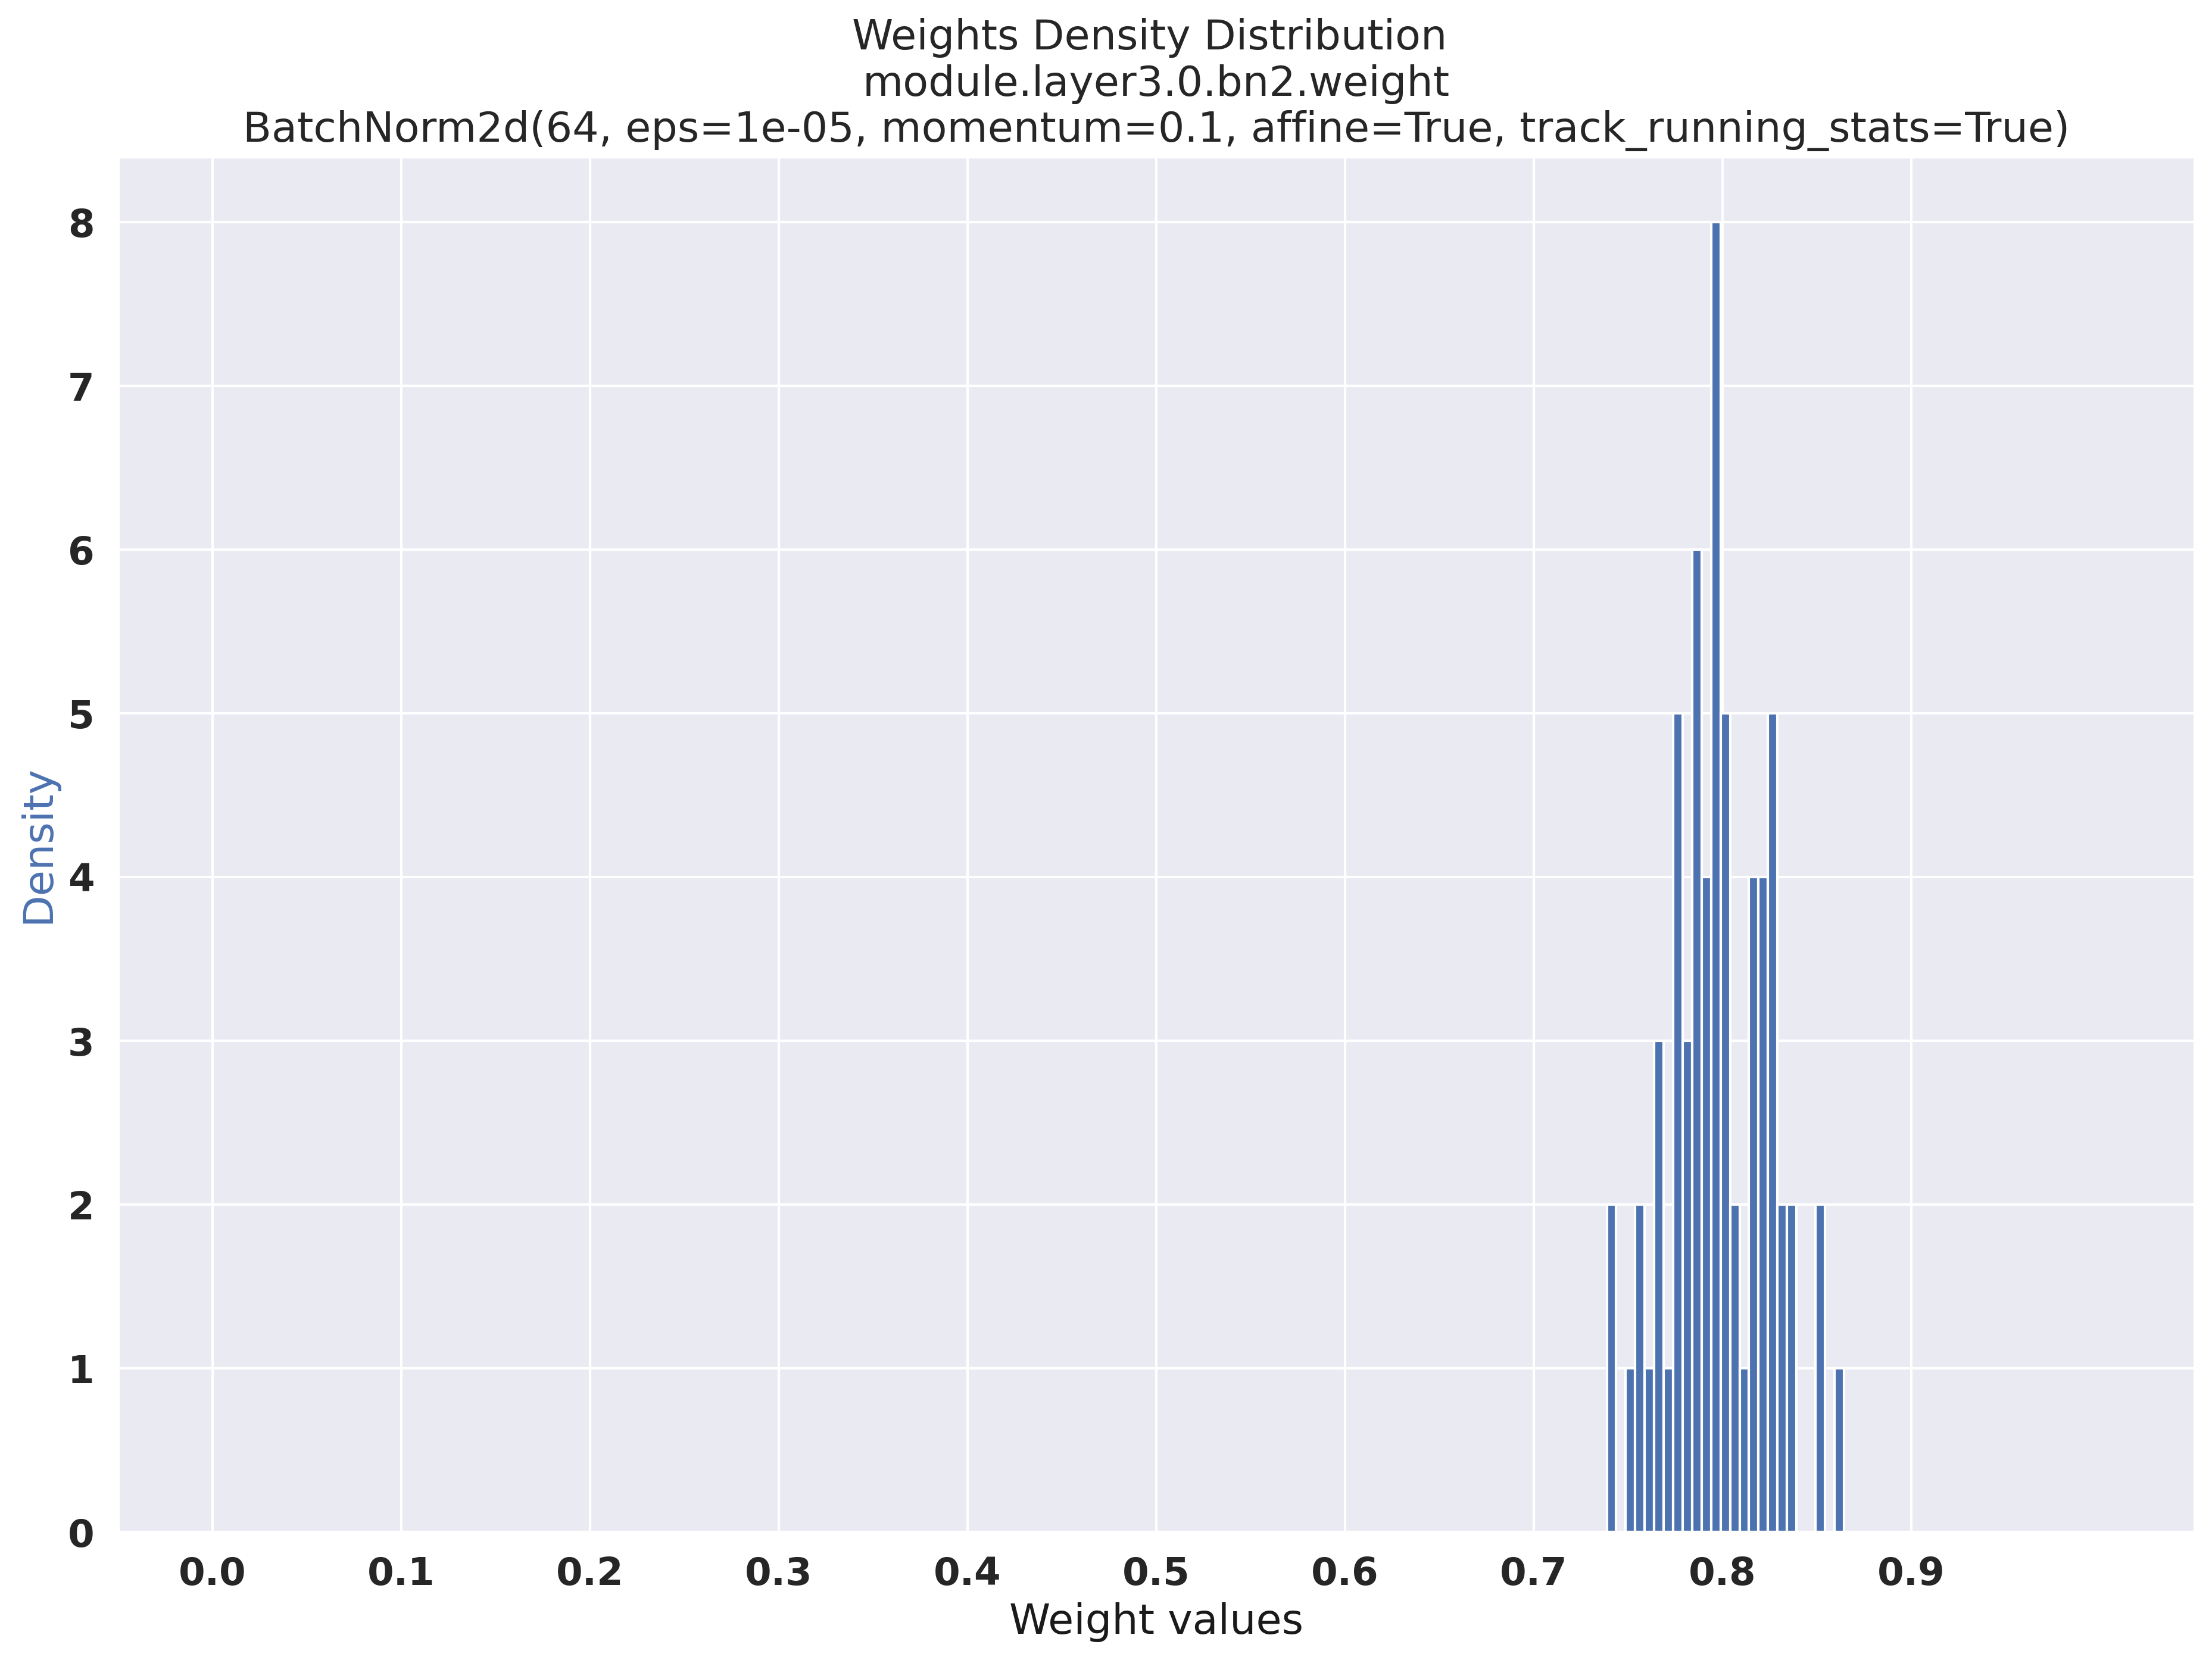 Weights Density Distribution
module.layer3.0.bn2.weight
BatchNorm2d(64, eps=1e-05, momentum=0.1, affine=True, track_running_stats=True)
8
7
6
5
4
3
2
1
0
Density
0.0 0.1 0.2 0.3 0.4 0.5 0.6 0.7 0.8 0.9
Weight values